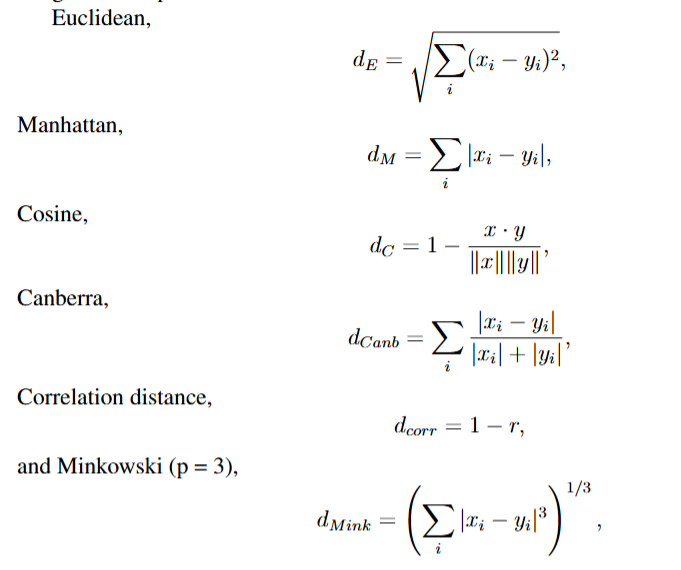 Euclidean,
d_E = \sqrt{\sum_i (x_i - y_i)^2},
Manhattan,
d_M = \sum_i |x_i - y_i|,
Cosine,
d_C = 1 - \frac{x \cdot y}{\|x\|\|y\|},
Canberra,
d_{Canb} = \sum_i \frac{|x_i - y_i|}{|x_i| + |y_i|},
Correlation distance,
d_{corr} = 1 - r,
and Minkowski (p = 3),
d_{Mink} = \left( \sum_i |x_i - y_i|^3 \right)^{1/3},